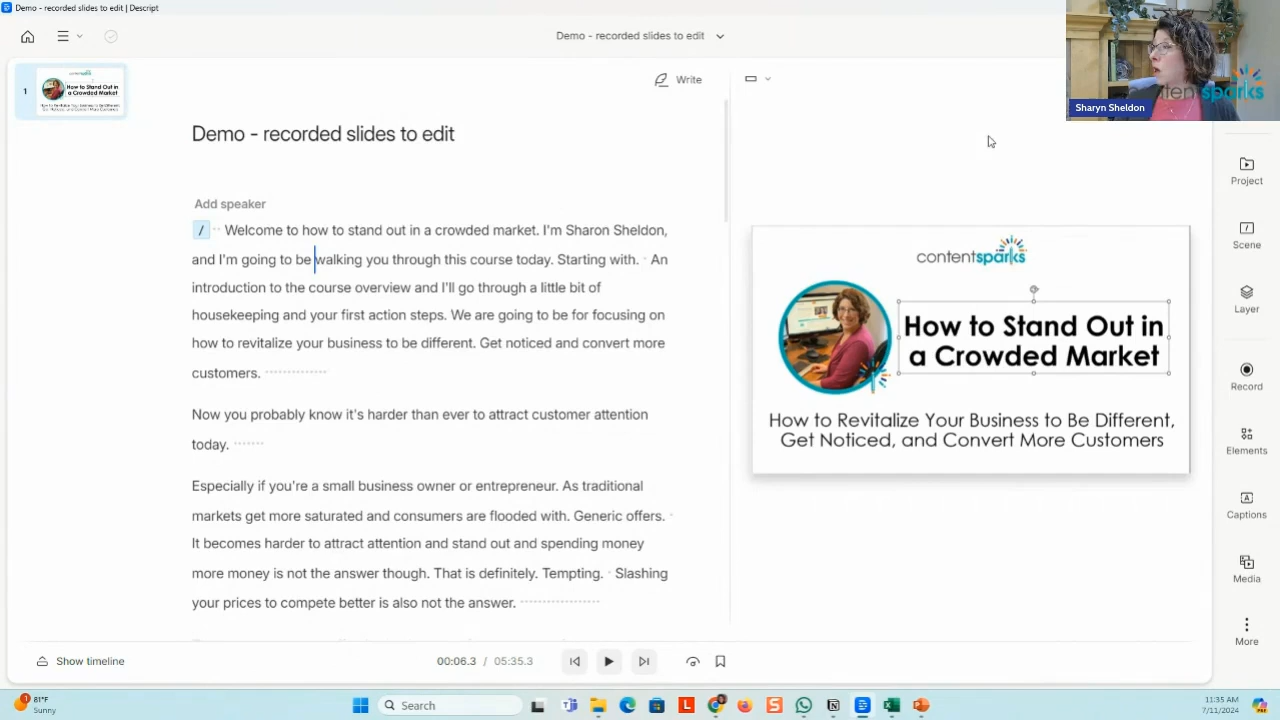 Demo - recorded slides to edit | Descript
Demo - recorded slides to edit
Sharyn Sheldon
sparks
1
How to Stand Out in
a Crowded Market
Write
Demo - recorded slides to edit
Add speaker
/ Welcome to how to stand out in a crowded market. I'm Sharon Sheldon,
and I'm going to be walking you through this course today. Starting with. An
introduction to the course overview and I'll go through a little bit of
housekeeping and your first action steps. We are going to be for focusing on
how to revitalize your business to be different. Get noticed and convert more
customers.
Now you probably know it's harder than ever to attract customer attention
today.
Especially if you're a small business owner or entrepreneur. As traditional
markets get more saturated and consumers are flooded with. Generic offers.
It becomes harder to attract attention and stand out and spending money
more money is not the answer though. That is definitely. Tempting. Slashing
your prices to compete better is also not the answer.
contentsparks
How to Stand Out in
a Crowded Market
How to Revitalize Your Business to Be Different,
Get Noticed, and Convert More Customers
Project
Scene
Layer
Record
Elements
Captions
Media
More
Show timeline
00:06.3 / 05:35.3
81°F
Sunny
Search
11:35 AM
7/11/2024